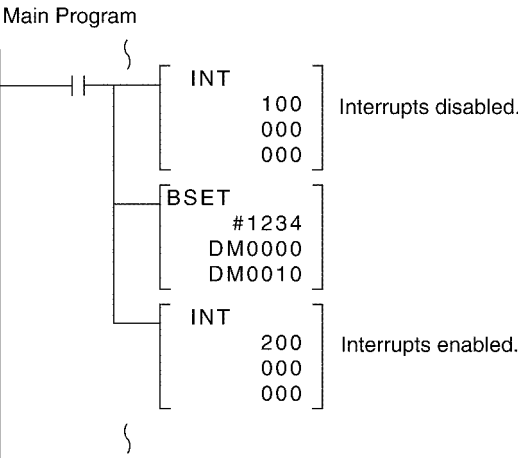 Main Program
INT
100
Interrupts disabled.
000
000
BSET
#1234
DM0000
DM0010
INT
200
Interrupts enabled.
000
000